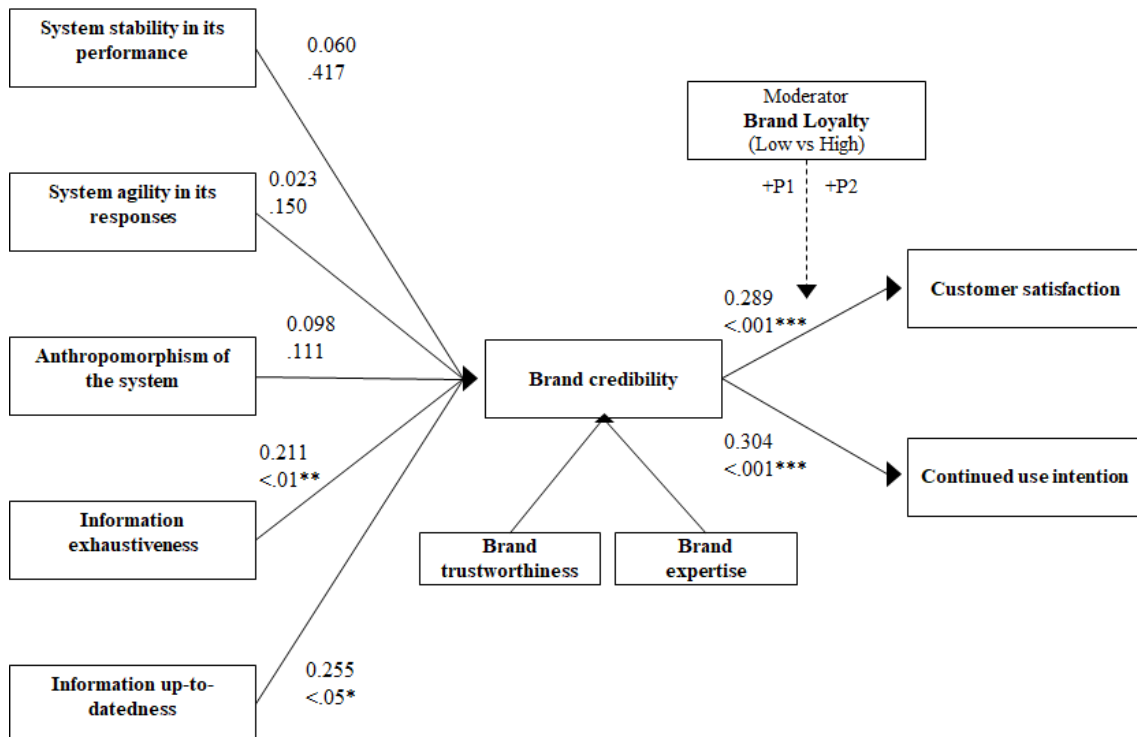 System stability in its
performance
0.060
.417
Moderator
Brand Loyalty
(Low vs High)
+P1
+P2
System agility in its
responses
0.023
.150
0.289
<.001***
Customer satisfaction
Anthropomorphism of
the system
0.098
.111
Brand credibility
0.304
<.001***
Continued use intention
0.211
<.01**
Information
exhaustiveness
Brand
trustworthiness
Brand
expertise
Information up-to-
datedness
0.255
<.05*